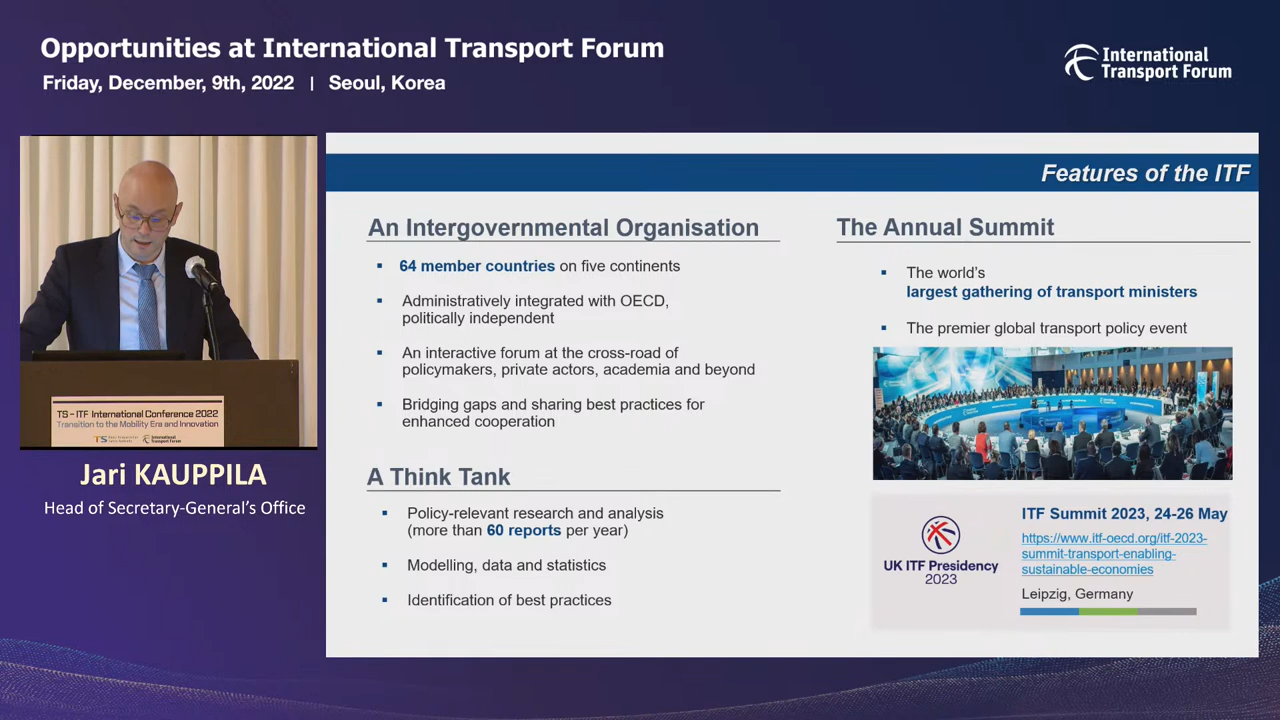 Opportunities at International Transport Forum
Friday, December, 9th, 2022 | Seoul, Korea
International
Transport Forum
Features of the ITF
An Intergovernmental Organisation
64 member countries on five continents
Administratively integrated with OECD,
politically independent
An interactive forum at the cross-road of
policymakers, private actors, academia and beyond
Bridging gaps and sharing best practices for
enhanced cooperation
A Think Tank
Policy-relevant research and analysis
(more than 60 reports per year)
Modelling, data and statistics
Identification of best practices
The Annual Summit
The world's
largest gathering of transport ministers
The premier global transport policy event
UK ITF Presidency
2023
ITF Summit 2023, 24-26 May
https://www.itf-oecd.org/itf-2023-
summit-transport-enabling-
sustainable-economies
Leipzig, Germany
TS - ITF International Conference 2022
Transition to the Mobility Era and Innovation
TS
International
Transport Forum
Jari KAUPPILA
Head of Secretary-General's Office